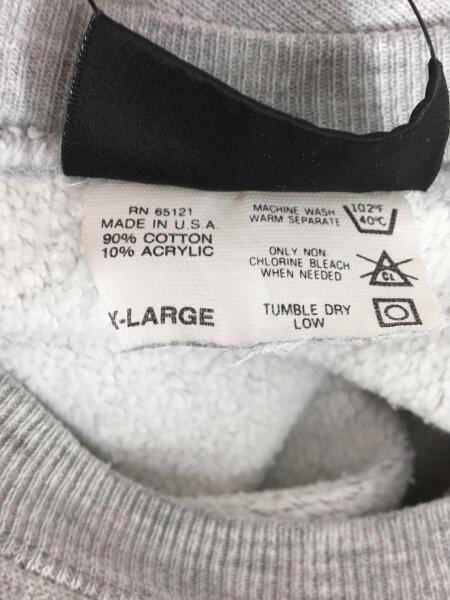 RN 65121
MADE IN U.S.A.
90% COTTON
10% ACRYLIC
X-LARGE
MACHINE WASH
WARM SEPARATE
102°F
40°C
ONLY NON
CHLORINE BLEACH
WHEN NEEDED
CL
TUMBLE DRY
LOW